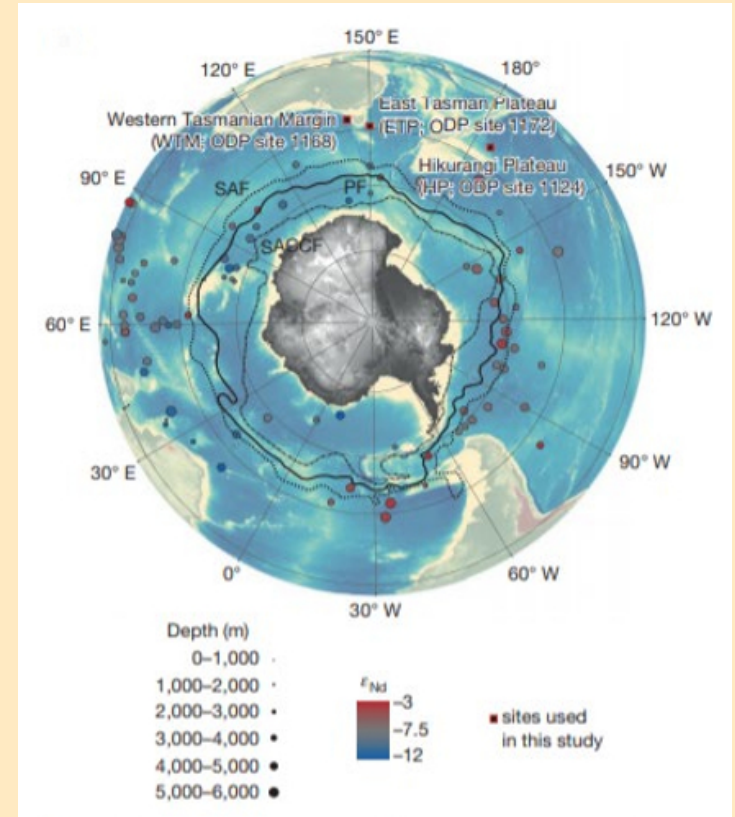 150° E
120° E
180°
East Tasman Plateau
Western Tasmanian Margin
(ETP; ODP site 1172)
(WTM; ODP site 1168)
Hikurangi Plateau
150° W
90° E
SAF
PF
(HP; ODP site 1124)
SACCF
60° E
120° W
30° E
90° W
0°
60° W
30° W
Depth (m)
0–1,000
1,000–2,000
2,000–3,000
3,000–4,000
4,000–5,000
5,000–6,000
εNd
–3
–7.5
–12
sites used
in this study